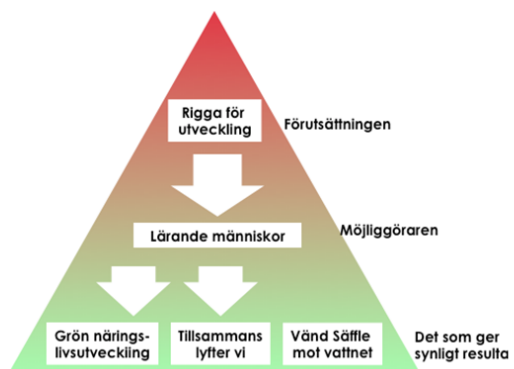 Rigga för
utveckling
Förutsättningen
Lärande människor
Möjliggöraren
Grön närings-
livsutveckling
Tillsammans
lyfter vi
Vänd Säffle
mot vattnet
Det som ger
synligt resulta